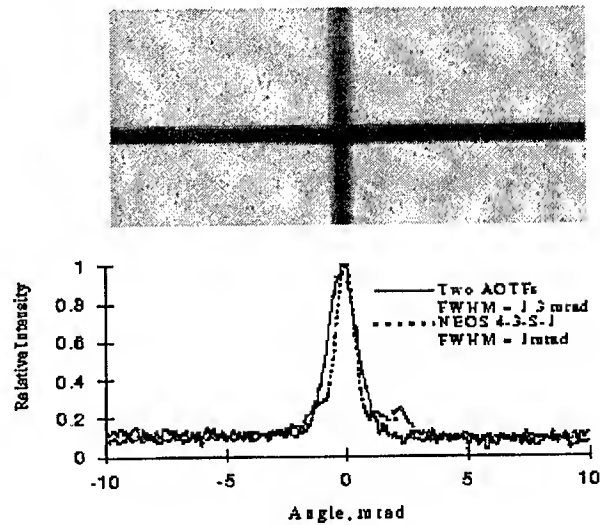 Relative Intensity
1
0.8
0.6
0.4
0.2
0
Two AOTFs
FWHM = 1.3 mrad
NEOS 4-3-S-1
FWHM = 1mrad
-10
-5
0
5
10
Angle, mrad